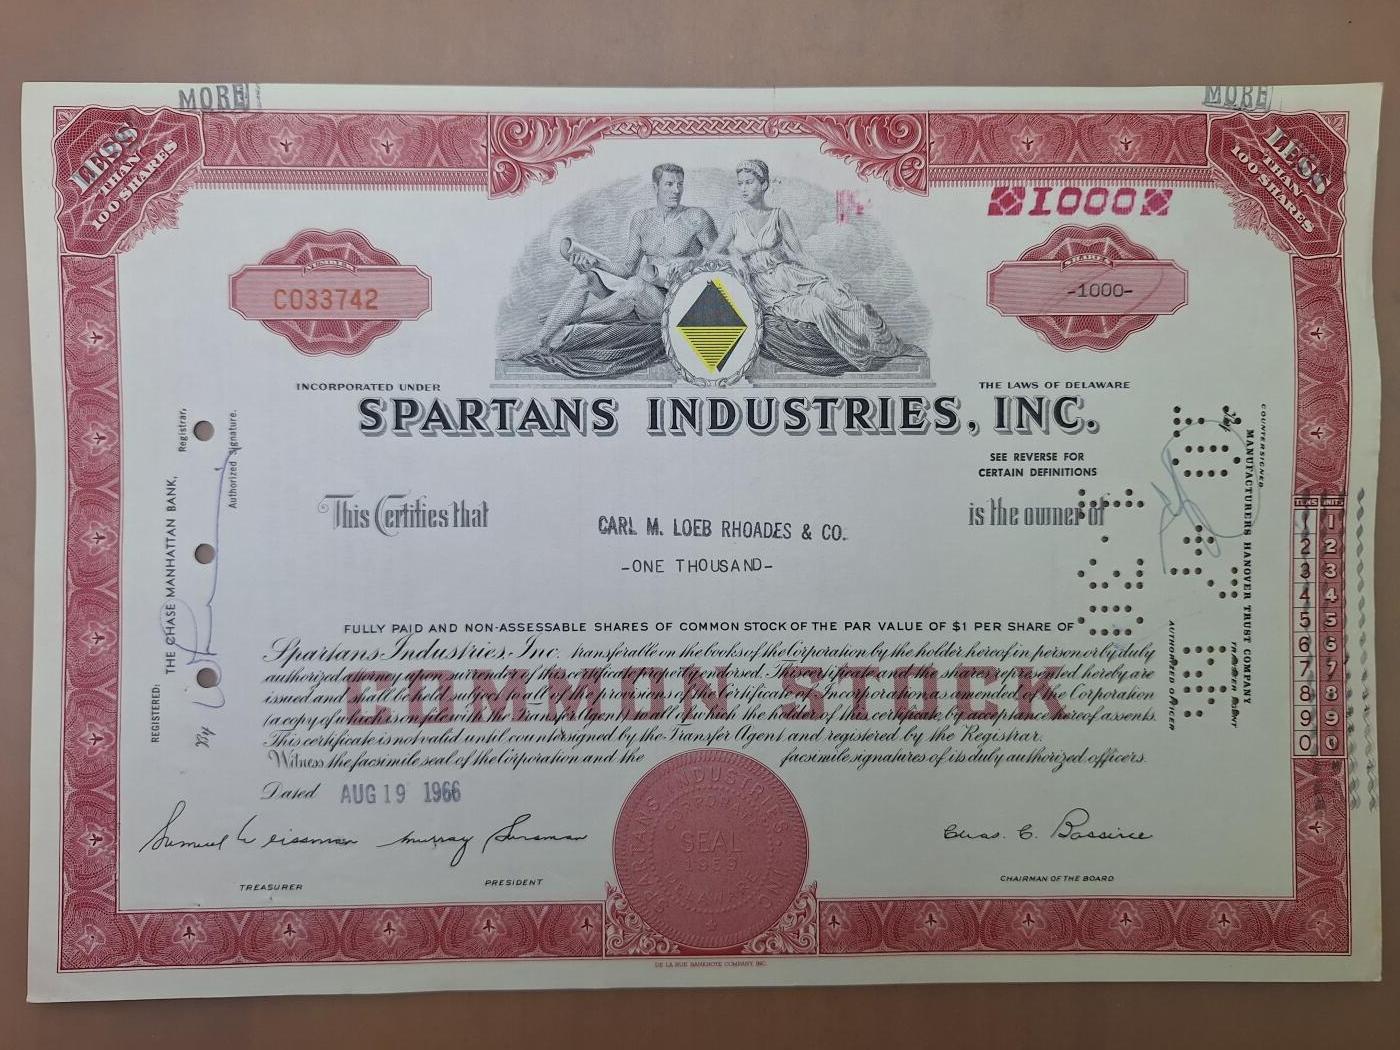 MORE
MORE
LESS
THAN
100 SHARES
LESS
THAN
100 SHARES
1000
NUMBER
C033742
SHARES
-1000-
INCORPORATED UNDER
THE LAWS OF DELAWARE
SPARTANS INDUSTRIES, INC.
SEE REVERSE FOR
CERTAIN DEFINITIONS
This Certifies that
is the owner of
CARL M. LOEB RHOADES & CO.
-ONE THOUSAND-
FULLY PAID AND NON-ASSESSABLE SHARES OF COMMON STOCK OF THE PAR VALUE OF $1 PER SHARE OF
Spartans Industries, Inc. transferable on the books of the Corporation by the holder hereof in person or by duly
authorized attorney upon surrender of this certificate properly endorsed. This certificate and the shares represented hereby are
issued and shall be held subject to all of the provisions of the Certificate of Incorporation as amended of the Corporation
(a copy of which is on file with the Transfer Agent) to all of which the holder of this certificate by acceptance hereof assents.
This certificate is not valid until countersigned by the Transfer Agent and registered by the Registrar.
Witness the facsimile seal of the Corporation and the facsimile signatures of its duly authorized officers.
COMMON STOCK
Dated AUG 19 1966
Samuel Weissman
TREASURER
Murray Sussman
PRESIDENT
Chas. C. Bassine
CHAIRMAN OF THE BOARD
SPARTANS INDUSTRIES, INC.
CORPORATE
SEAL
1959
DELAWARE
DE LA RUE BANKNOTE COMPANY, INC.
REGISTERED:
THE CHASE MANHATTAN BANK,
Registrar,
By
Authorized Signature.
COUNTERSIGNED
MANUFACTURERS HANOVER TRUST COMPANY
TRANSFER AGENT
AUTHORIZED OFFICER
TENS UNITS
1 1
2 2
3 3
4 4
5 5
6 6
7 7
8 8
9 9
0 0